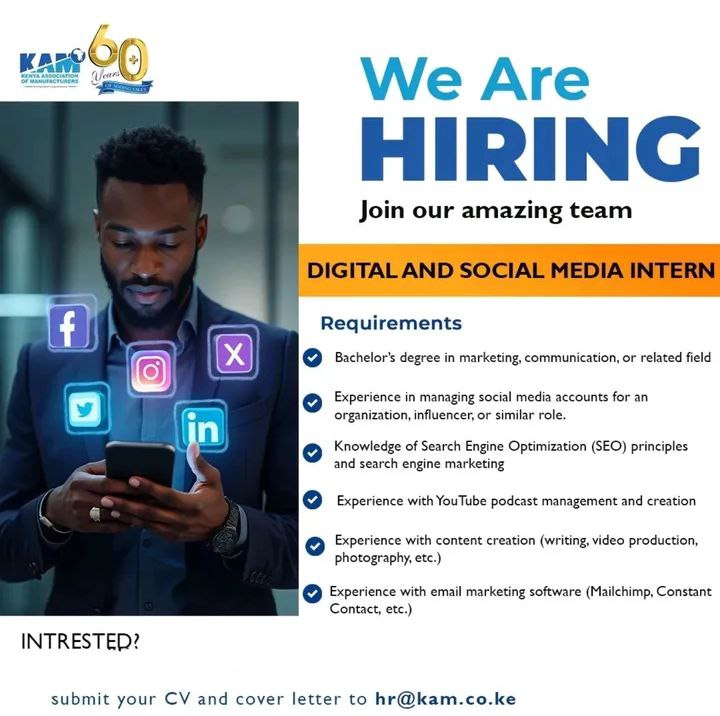 KAM
KENYA ASSOCIATION
OF MANUFACTURERS
60+
Years
OF ADDING VALUE
We Are
HIRING
Join our amazing team
DIGITAL AND SOCIAL MEDIA INTERN
Requirements
Bachelor's degree in marketing, communication, or related field
Experience in managing social media accounts for an
organization, influencer, or similar role.
Knowledge of Search Engine Optimization (SEO) principles
and search engine marketing
Experience with YouTube podcast management and creation
Experience with content creation (writing, video production,
photography, etc.)
Experience with email marketing software (Mailchimp, Constant
Contact, etc.)
f
X
in
INTRESTED?
submit your CV and cover letter to hr@kam.co.ke